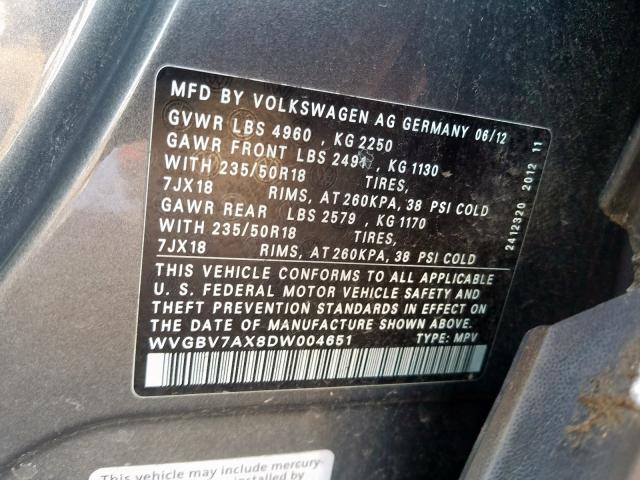 MFD BY VOLKSWAGEN AG GERMANY 06/12
GVWR LBS 4960 , KG 2250
GAWR FRONT LBS 2491 , KG 1130
WITH 235/50R18 TIRES,
7JX18 RIMS, AT 260KPA, 38 PSI COLD
GAWR REAR LBS 2579 , KG 1170
WITH 235/50R18 TIRES,
7JX18 RIMS, AT 260KPA, 38 PSI COLD
THIS VEHICLE CONFORMS TO ALL APPLICABLE
U. S. FEDERAL MOTOR VEHICLE SAFETY AND
THEFT PREVENTION STANDARDS IN EFFECT ON
THE DATE OF MANUFACTURE SHOWN ABOVE.
WVGBV7AX8DW004651 TYPE: MPV
2412320 2012 11
This vehicle may include mercury-
installed by